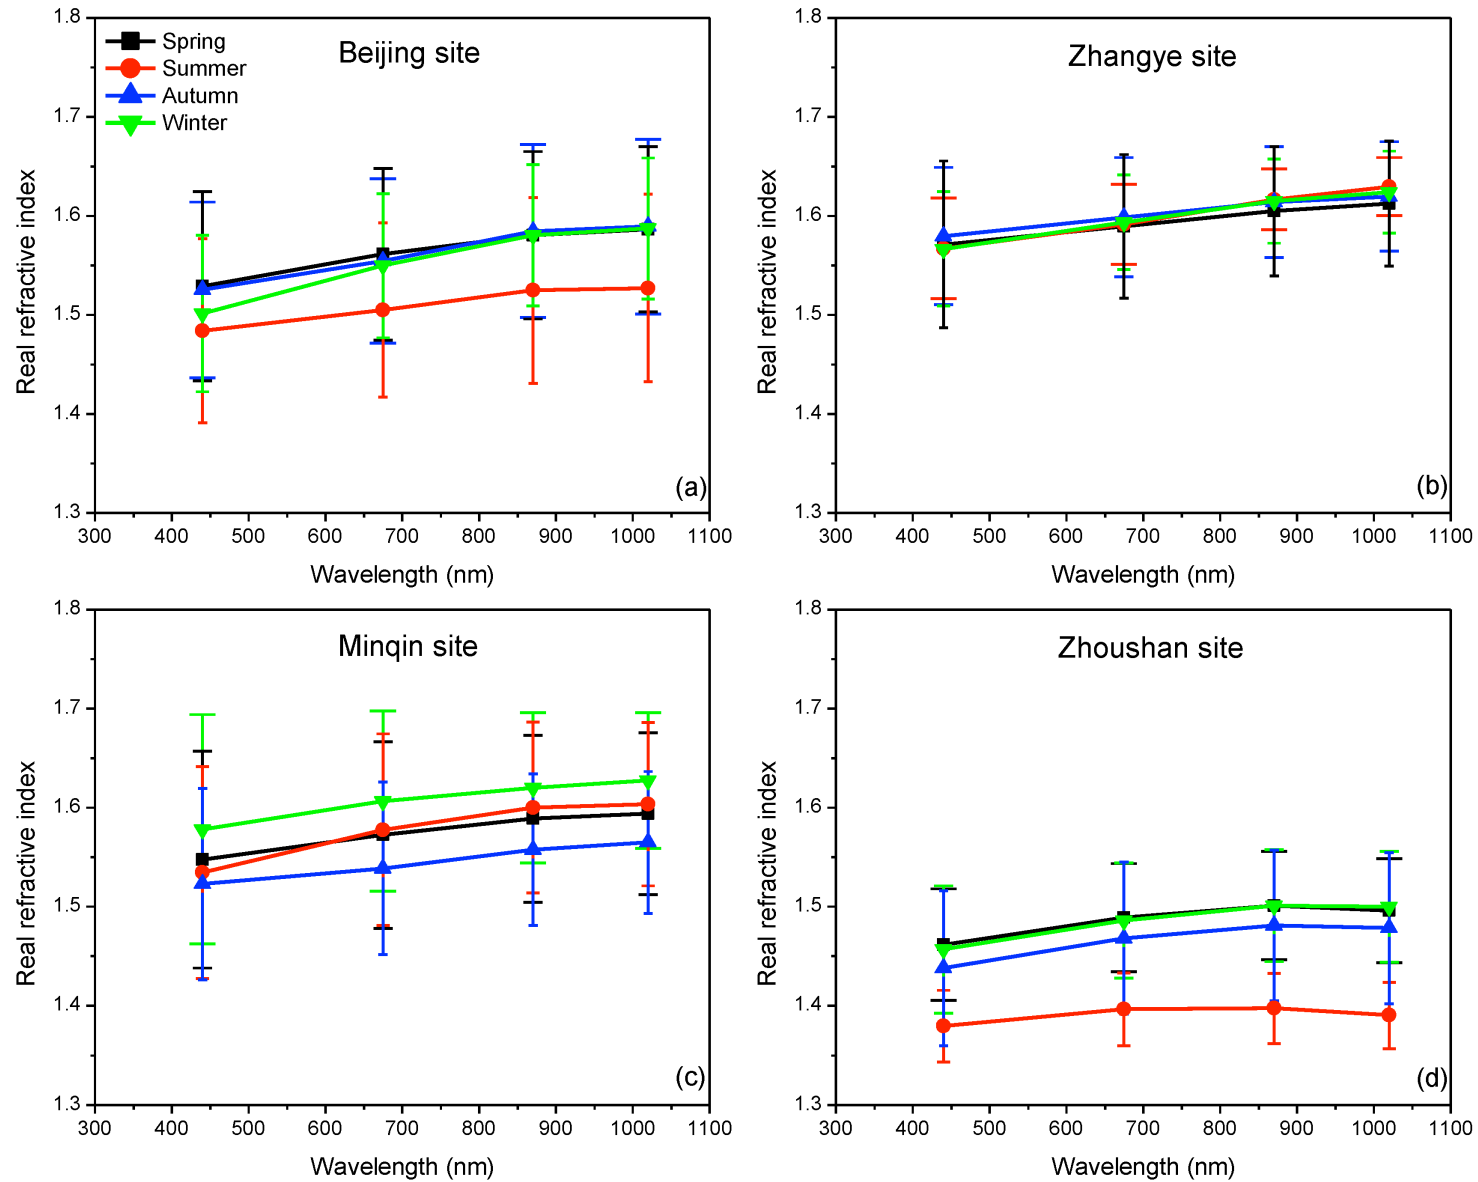 Beijing site
Spring
Summer
Autumn
Winter
1.8
1.7
1.6
1.5
1.4
1.3
Real refractive index
300 400 500 600 700 800 900 1000 1100
Wavelength (nm)
(a)
Zhangye site
1.8
1.7
1.6
1.5
1.4
1.3
Real refractive index
300 400 500 600 700 800 900 1000 1100
Wavelength (nm)
(b)
Minqin site
1.8
1.7
1.6
1.5
1.4
1.3
Real refractive index
300 400 500 600 700 800 900 1000 1100
Wavelength (nm)
(c)
Zhoushan site
1.8
1.7
1.6
1.5
1.4
1.3
Real refractive index
300 400 500 600 700 800 900 1000 1100
Wavelength (nm)
(d)